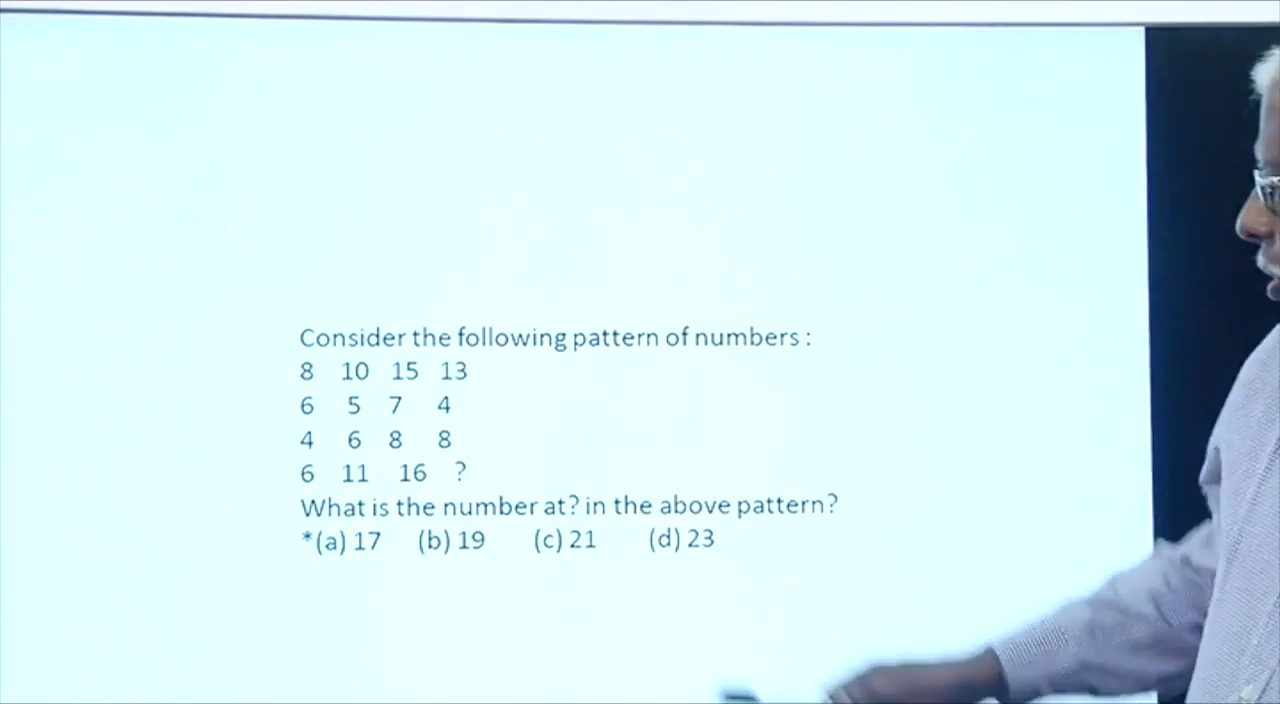 Consider the following pattern of numbers :
8 10 15 13
6 5 7 4
4 6 8 8
6 11 16 ?
What is the number at? in the above pattern?
*(a) 17 (b) 19 (c) 21 (d) 23